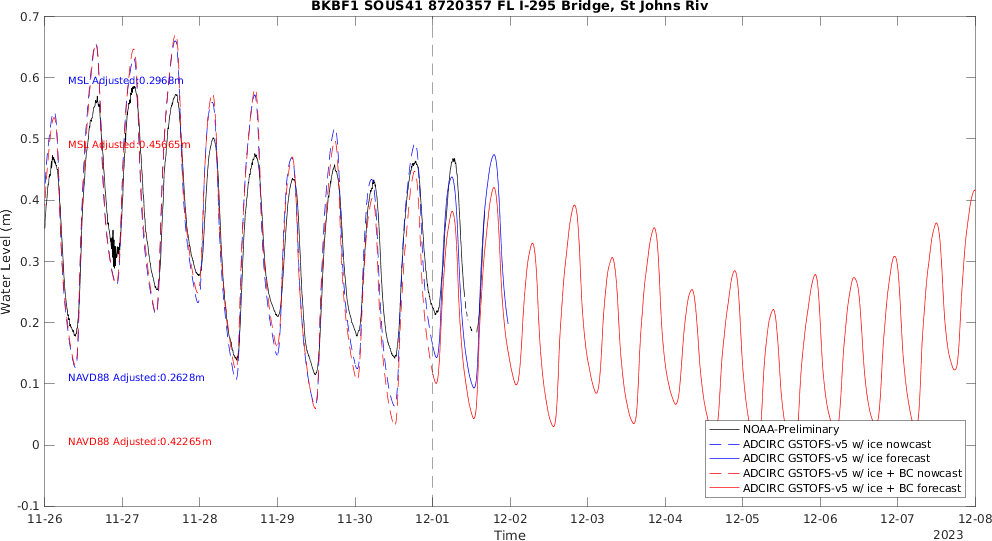 BKBF1 SOUS41 8720357 FL I-295 Bridge, St Johns Riv
0.7
0.6
0.5
0.4
0.3
0.2
0.1
0
-0.1
Water Level (m)
MSL Adjusted:0.2968m
MSL Adjusted:0.45665m
NAVD88 Adjusted:0.2628m
NAVD88 Adjusted:0.42265m
NOAA-Preliminary
ADCIRC GSTOFS-v5 w/ ice nowcast
ADCIRC GSTOFS-v5 w/ ice forecast
ADCIRC GSTOFS-v5 w/ ice + BC nowcast
ADCIRC GSTOFS-v5 w/ ice + BC forecast
11-26 11-27 11-28 11-29 11-30 12-01 12-02 12-03 12-04 12-05 12-06 12-07 12-08
Time
2023